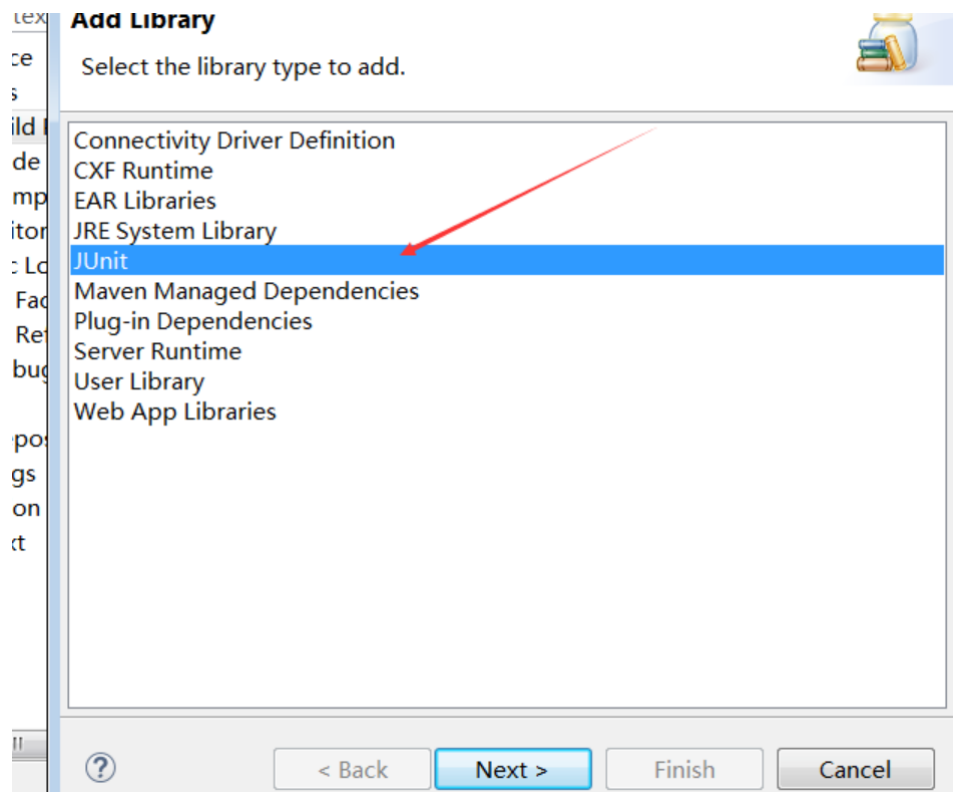 Add Library
Select the library type to add.
Connectivity Driver Definition
CXF Runtime
EAR Libraries
JRE System Library
JUnit
Maven Managed Dependencies
Plug-in Dependencies
Server Runtime
User Library
Web App Libraries
< Back
Next >
Finish
Cancel